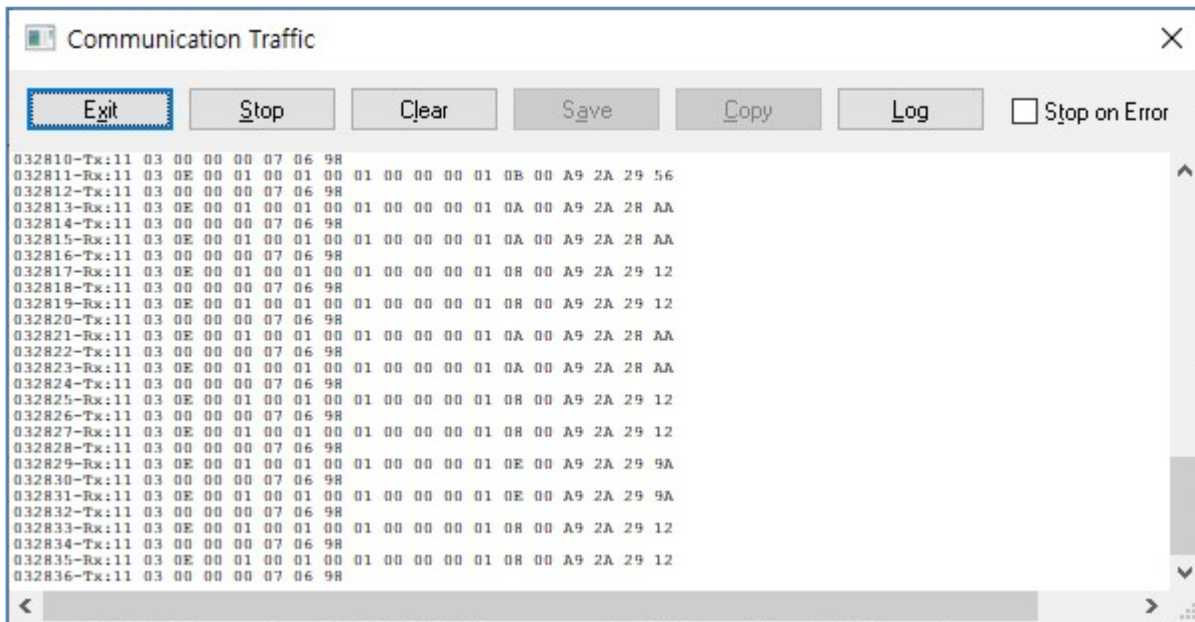 Communication Traffic
Exit Stop Clear Save Copy Log Stop on Error
032810-Tx:11 03 00 00 00 07 06 98
032811-Rx:11 03 0E 00 01 00 01 00 01 00 00 00 01 0B 00 A9 2A 29 56
032812-Tx:11 03 00 00 00 07 06 98
032813-Rx:11 03 0E 00 01 00 01 00 01 00 00 00 01 0A 00 A9 2A 28 AA
032814-Tx:11 03 00 00 00 07 06 98
032815-Rx:11 03 0E 00 01 00 01 00 01 00 00 00 01 0A 00 A9 2A 28 AA
032816-Tx:11 03 00 00 00 07 06 98
032817-Rx:11 03 0E 00 01 00 01 00 01 00 00 00 01 08 00 A9 2A 29 12
032818-Tx:11 03 00 00 00 07 06 98
032819-Rx:11 03 0E 00 01 00 01 00 01 00 00 00 01 08 00 A9 2A 29 12
032820-Tx:11 03 00 00 00 07 06 98
032821-Rx:11 03 0E 00 01 00 01 00 01 00 00 00 01 0A 00 A9 2A 28 AA
032822-Tx:11 03 00 00 00 07 06 98
032823-Rx:11 03 0E 00 01 00 01 00 01 00 00 00 01 0A 00 A9 2A 28 AA
032824-Tx:11 03 00 00 00 07 06 98
032825-Rx:11 03 0E 00 01 00 01 00 01 00 00 00 01 08 00 A9 2A 29 12
032826-Tx:11 03 00 00 00 07 06 98
032827-Rx:11 03 0E 00 01 00 01 00 01 00 00 00 01 08 00 A9 2A 29 12
032828-Tx:11 03 00 00 00 07 06 98
032829-Rx:11 03 0E 00 01 00 01 00 01 00 00 00 01 0E 00 A9 2A 29 9A
032830-Tx:11 03 00 00 00 07 06 98
032831-Rx:11 03 0E 00 01 00 01 00 01 00 00 00 01 0E 00 A9 2A 29 9A
032832-Tx:11 03 00 00 00 07 06 98
032833-Rx:11 03 0E 00 01 00 01 00 01 00 00 00 01 08 00 A9 2A 29 12
032834-Tx:11 03 00 00 00 07 06 98
032835-Rx:11 03 0E 00 01 00 01 00 01 00 00 00 01 08 00 A9 2A 29 12
032836-Tx:11 03 00 00 00 07 06 98